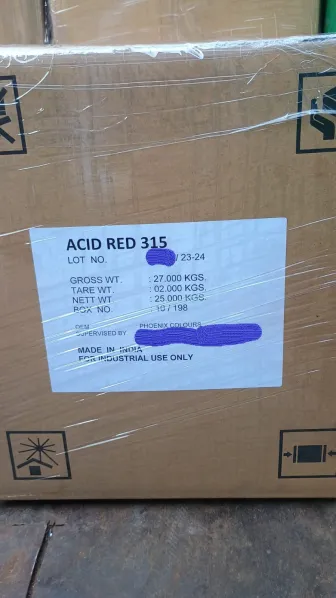 ACID RED 315
LOT NO. / 23-24
GROSS WT. : 27.000 KGS.
TARE WT. : 02.000 KGS.
NETT WT. : 25.000 KGS.
BOX NO. : 10 / 198
OEM PHOENIX COLOURS
SUPERVISED BY
MADE IN INDIA
FOR INDUSTRIAL USE ONLY